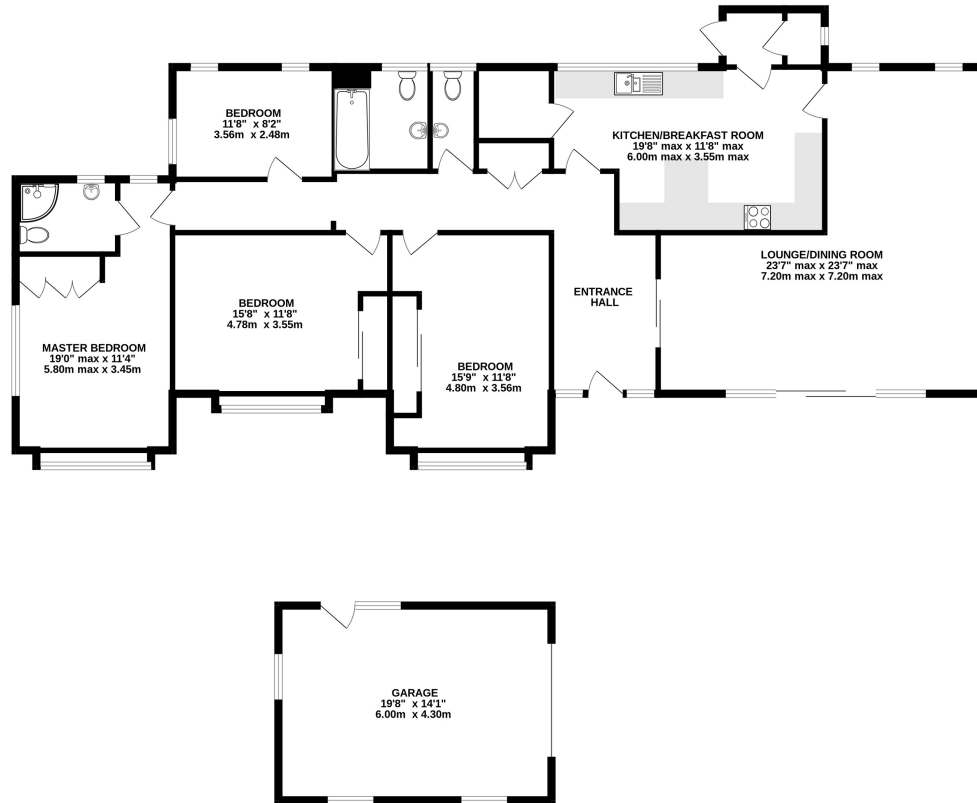 BEDROOM
11'8" x 8'2"
3.56m x 2.48m
KITCHEN/BREAKFAST ROOM
19'8" max x 11'8" max
6.00m max x 3.55m max
LOUNGE/DINING ROOM
23'7" max x 23'7" max
7.20m max x 7.20m max
ENTRANCE
HALL
BEDROOM
15'8" x 11'8"
4.78m x 3.55m
MASTER BEDROOM
19'0" max x 11'4"
5.80m max x 3.45m
BEDROOM
15'9" x 11'8"
4.80m x 3.56m
GARAGE
19'8" x 14'1"
6.00m x 4.30m